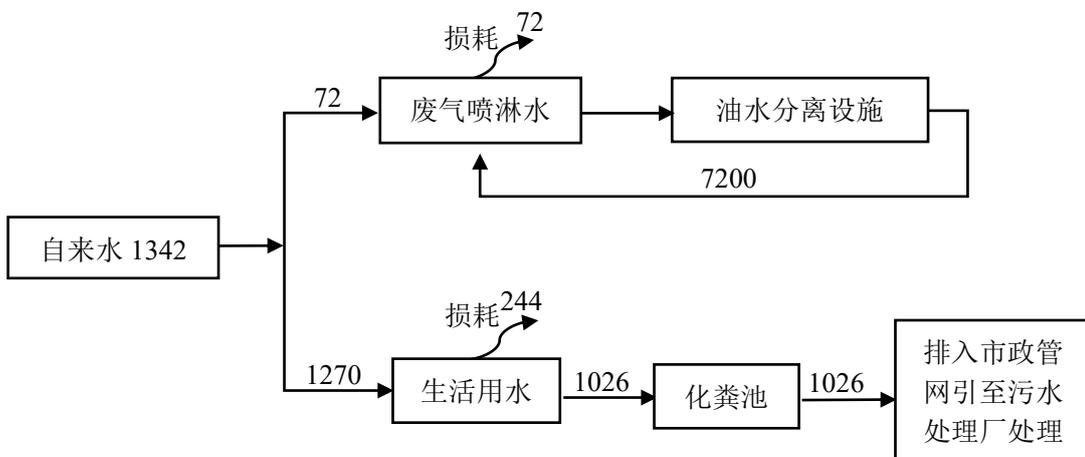 损耗 72
72
废气喷淋水
油水分离设施
7200
自来水 1342
损耗 244
1270
生活用水
1026
化粪池
1026
排入市政管
网引至污水
处理厂处理